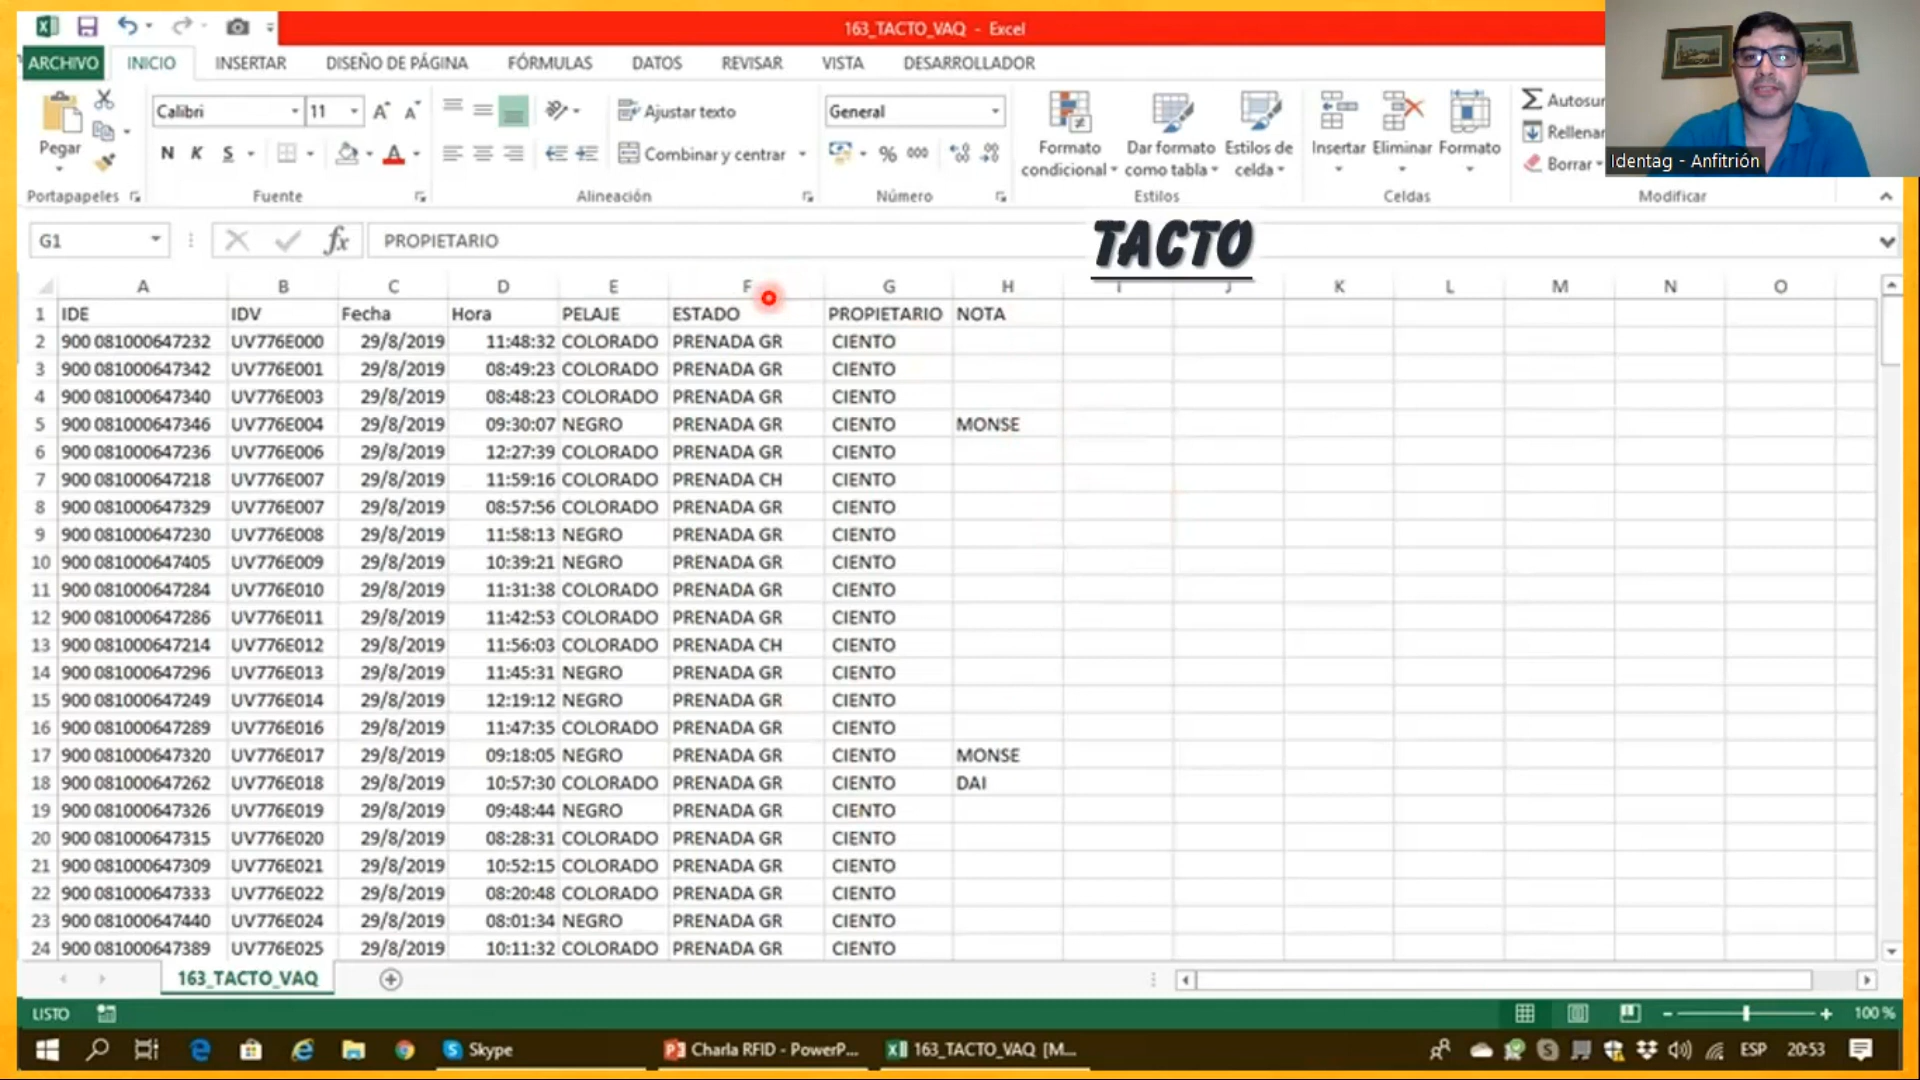 163_TACTO_VAQ - Excel
ARCHIVO INICIO INSERTAR DISEÑO DE PÁGINA FÓRMULAS DATOS REVISAR VISTA DESARROLLADOR
Pegar
Calibri 11
N K S
Ajustar texto
Combinar y centrar
General
% 000
Formato condicional
Dar formato como tabla
Estilos de celda
Insertar Eliminar Formato
Autosu
Rellenar
Borrar
Portapapeles Fuente Alineación Número Estilos Celdas Modificar
Identag - Anfitrión
G1 fx PROPIETARIO
TACTO
A B C D E F G H I J K L M N O
1 IDE IDV Fecha Hora PELAJE ESTADO PROPIETARIO NOTA
2 900 081000647232 UV776E000 29/8/2019 11:48:32 COLORADO PRENADA GR CIENTO
3 900 081000647342 UV776E001 29/8/2019 08:49:23 COLORADO PRENADA GR CIENTO
4 900 081000647340 UV776E003 29/8/2019 08:48:23 COLORADO PRENADA GR CIENTO
5 900 081000647346 UV776E004 29/8/2019 09:30:07 NEGRO PRENADA GR CIENTO MONSE
6 900 081000647236 UV776E006 29/8/2019 12:27:39 COLORADO PRENADA GR CIENTO
7 900 081000647218 UV776E007 29/8/2019 11:59:16 COLORADO PRENADA CH CIENTO
8 900 081000647329 UV776E007 29/8/2019 08:57:56 COLORADO PRENADA GR CIENTO
9 900 081000647230 UV776E008 29/8/2019 11:58:13 NEGRO PRENADA GR CIENTO
10 900 081000647405 UV776E009 29/8/2019 10:39:21 NEGRO PRENADA GR CIENTO
11 900 081000647284 UV776E010 29/8/2019 11:31:38 COLORADO PRENADA GR CIENTO
12 900 081000647286 UV776E011 29/8/2019 11:42:53 COLORADO PRENADA GR CIENTO
13 900 081000647214 UV776E012 29/8/2019 11:56:03 COLORADO PRENADA CH CIENTO
14 900 081000647296 UV776E013 29/8/2019 11:45:31 NEGRO PRENADA GR CIENTO
15 900 081000647249 UV776E014 29/8/2019 12:19:12 NEGRO PRENADA GR CIENTO
16 900 081000647289 UV776E016 29/8/2019 11:47:35 COLORADO PRENADA GR CIENTO
17 900 081000647320 UV776E017 29/8/2019 09:18:05 NEGRO PRENADA GR CIENTO MONSE
18 900 081000647262 UV776E018 29/8/2019 10:57:30 COLORADO PRENADA GR CIENTO DAI
19 900 081000647326 UV776E019 29/8/2019 09:48:44 NEGRO PRENADA GR CIENTO
20 900 081000647315 UV776E020 29/8/2019 08:28:31 COLORADO PRENADA GR CIENTO
21 900 081000647309 UV776E021 29/8/2019 10:52:15 COLORADO PRENADA GR CIENTO
22 900 081000647333 UV776E022 29/8/2019 08:20:48 COLORADO PRENADA GR CIENTO
23 900 081000647440 UV776E024 29/8/2019 08:01:34 NEGRO PRENADA GR CIENTO
24 900 081000647389 UV776E025 29/8/2019 10:11:32 COLORADO PRENADA GR CIENTO
163_TACTO_VAQ
LISTO 100 %
Skype Charla RFID - PowerP... 163_TACTO_VAQ [M... ESP 20:53